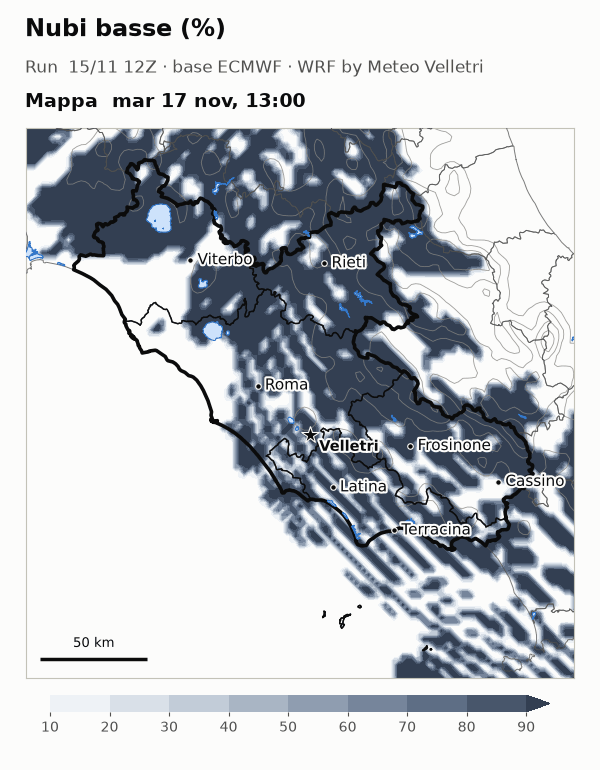 Nubi basse (%)
Run 15/11 12Z · base ECMWF · WRF by Meteo Velletri
Mappa mar 17 nov, 13:00
Viterbo
Rieti
Roma
Velletri
Frosinone
Latina
Cassino
Terracina
50 km
10 20 30 40 50 60 70 80 90